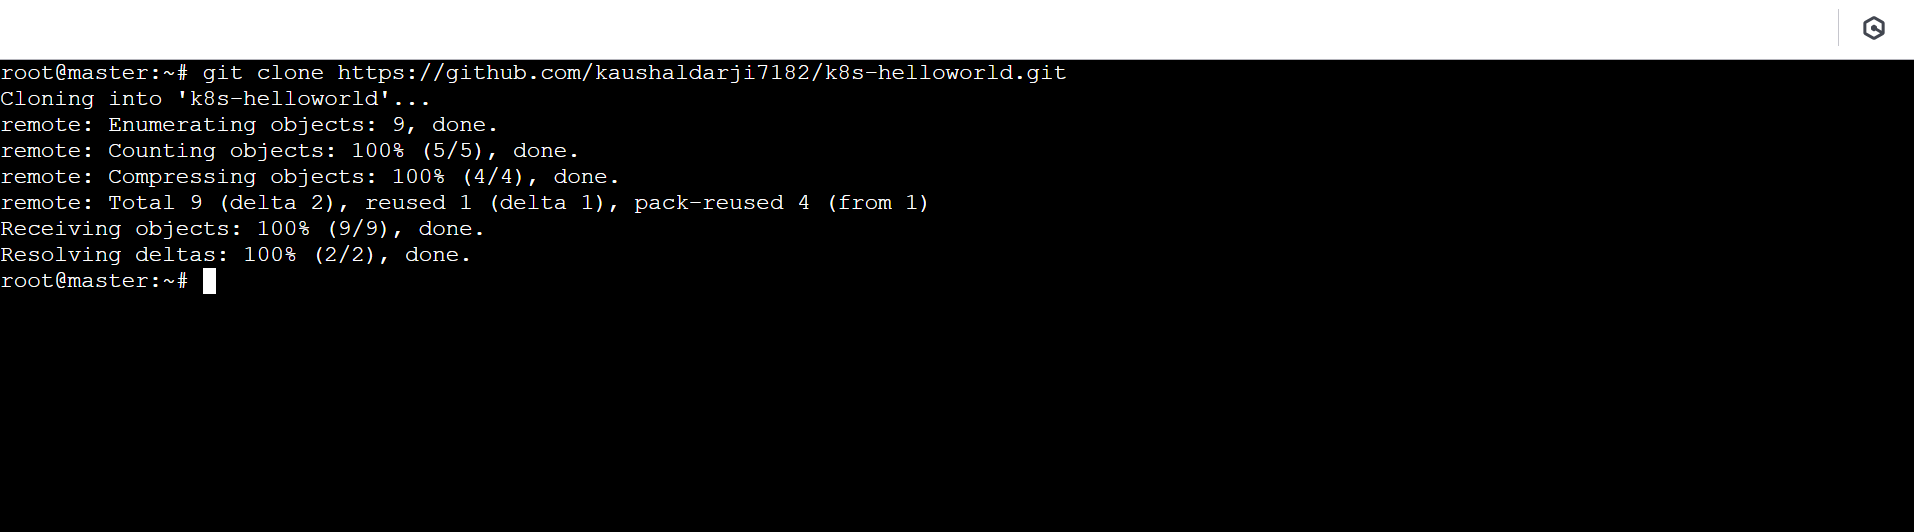 root@master:~# git clone https://github.com/kaushaldarji7182/k8s-helloworld.git
Cloning into 'k8s-helloworld'...
remote: Enumerating objects: 9, done.
remote: Counting objects: 100% (5/5), done.
remote: Compressing objects: 100% (4/4), done.
remote: Total 9 (delta 2), reused 1 (delta 1), pack-reused 4 (from 1)
Receiving objects: 100% (9/9), done.
Resolving deltas: 100% (2/2), done.
root@master:~#